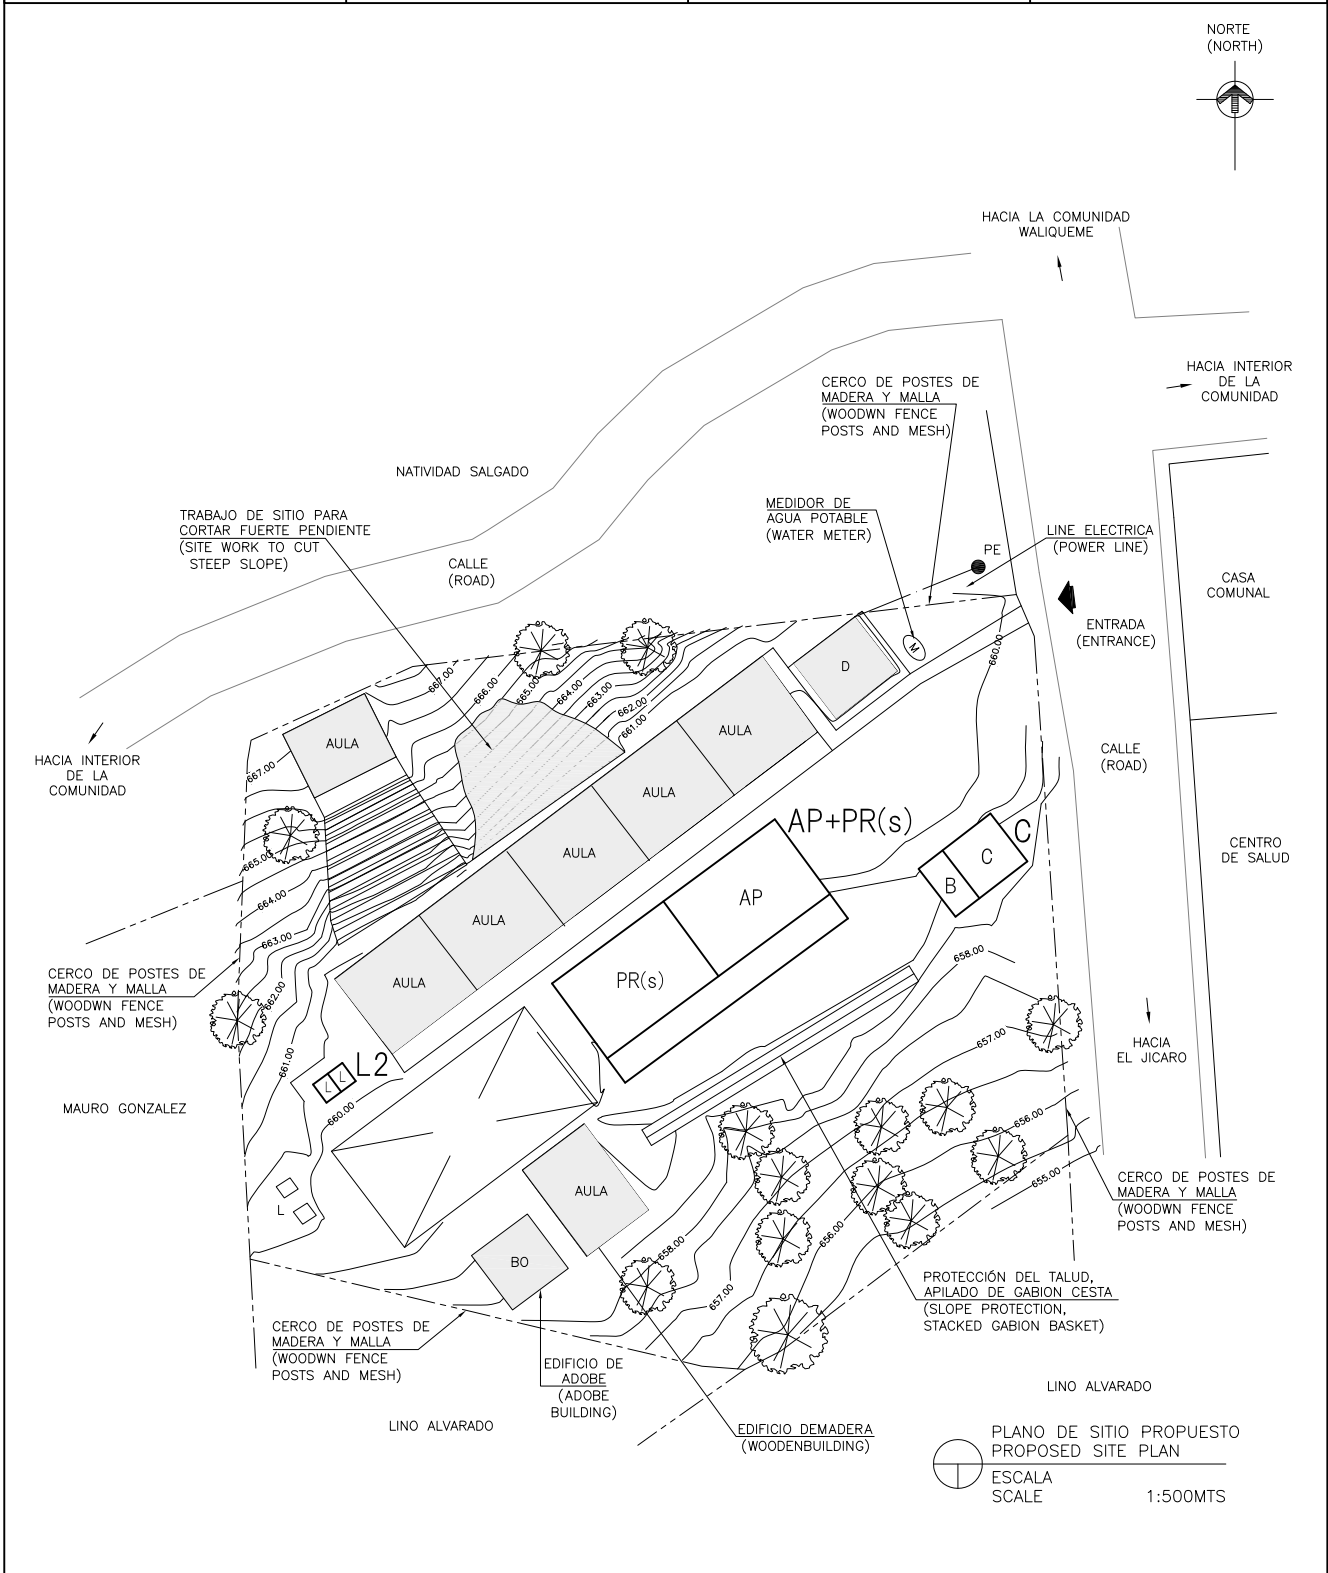 NORTE
(NORTH)
HACIA LA COMUNIDAD
WALIQUEME
HACIA INTERIOR
DE LA
COMUNIDAD
CERCO DE POSTES DE
MADERA Y MALLA
(WOODWN FENCE
POSTS AND MESH)
NATIVIDAD SALGADO
TRABAJO DE SITIO PARA
CORTAR FUERTE PENDIENTE
(SITE WORK TO CUT
STEEP SLOPE)
MEDIDOR DE
AGUA POTABLE
(WATER METER)
LINE ELECTRICA
(POWER LINE)
PE
CALLE
(ROAD)
CASA
COMUNAL
ENTRADA
(ENTRANCE)
M
D
660.00
667.00
666.00
665.00
664.00
663.00
662.00
661.00
AULA
AULA
HACIA INTERIOR
DE LA
COMUNIDAD
667.00
CALLE
(ROAD)
AULA
AP+PR(s)
C
CENTRO
DE SALUD
AULA
C
B
AP
665.00
664.00
663.00
AULA
658.00
CERCO DE POSTES DE
MADERA Y MALLA
(WOODWN FENCE
POSTS AND MESH)
AULA
PR(s)
662.00
661.00
657.00
HACIA
EL JICARO
L2
L
L
660.00
MAURO GONZALEZ
656.00
655.00
CERCO DE POSTES DE
MADERA Y MALLA
(WOODWN FENCE
POSTS AND MESH)
AULA
L
656.00
658.00
BO
657.00
PROTECCIÓN DEL TALUD,
APILADO DE GABION CESTA
(SLOPE PROTECTION,
STACKED GABION BASKET)
CERCO DE POSTES DE
MADERA Y MALLA
(WOODWN FENCE
POSTS AND MESH)
EDIFICIO DE
ADOBE
(ADOBE
BUILDING)
LINO ALVARADO
LINO ALVARADO
EDIFICIO DEMADERA
(WOODENBUILDING)
PLANO DE SITIO PROPUESTO
PROPOSED SITE PLAN
ESCALA
SCALE 1:500MTS